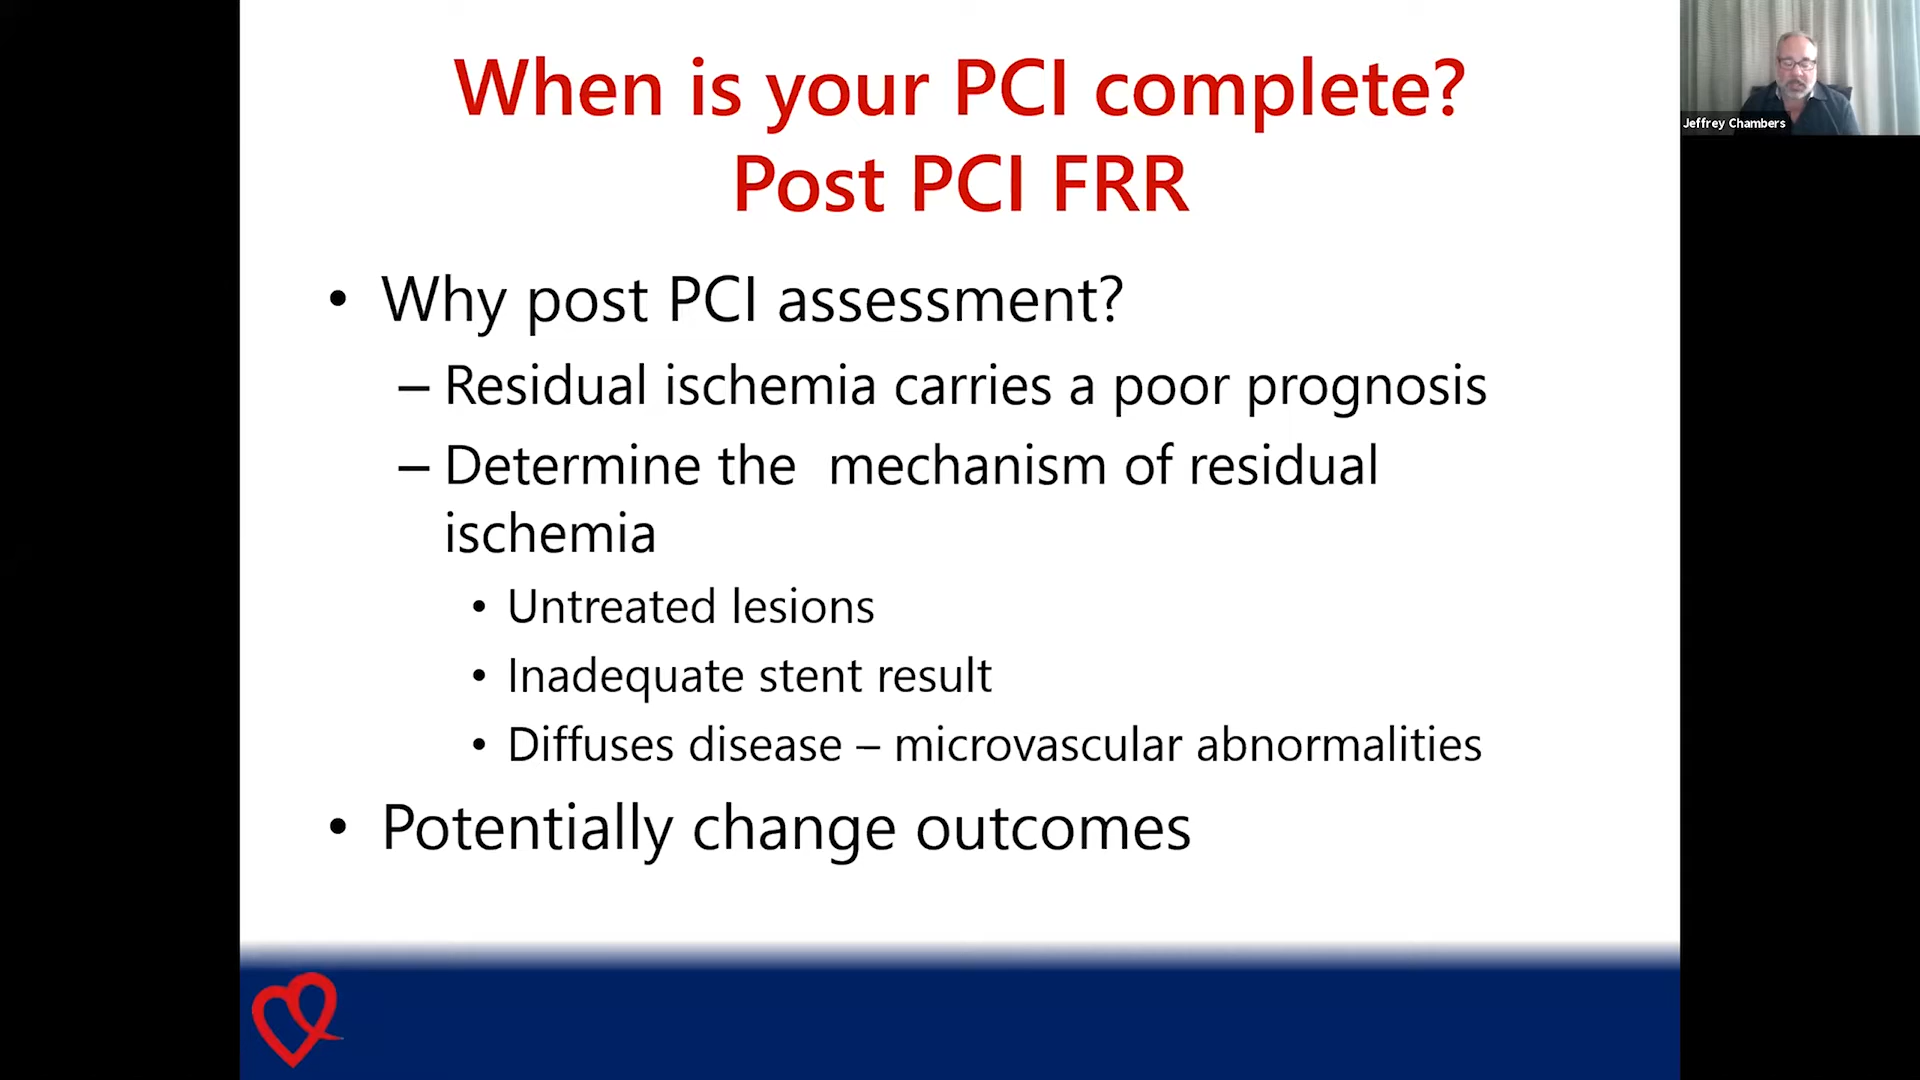 When is your PCI complete?
Post PCI FRR
• Why post PCI assessment?
– Residual ischemia carries a poor prognosis
– Determine the  mechanism of residual
ischemia
• Untreated lesions
• Inadequate stent result
• Diffuses disease – microvascular abnormalities
• Potentially change outcomes
Jeffrey Chambers